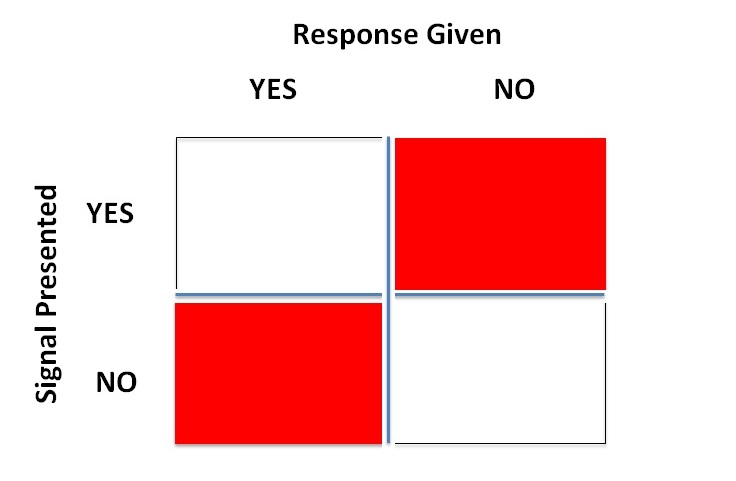 Response Given
YES NO
Signal Presented
YES
NO